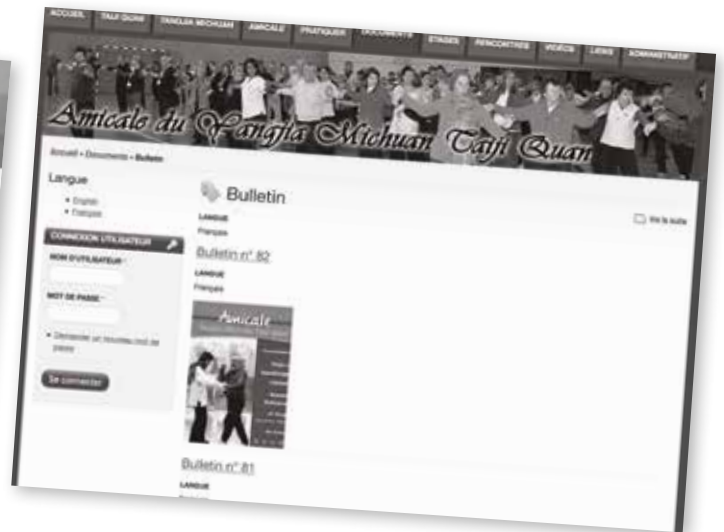 ACCUEIL TAIJI QUAN YANGJIA MICHUAN AMICALE PRATIQUER DOCUMENTS STAGES RENCONTRES VIDÉOS LIENS ADMINISTRATIF
Amicale du Yangjia Michuan Taiji Quan
Accueil • Documents • Bulletin
Langue
• English
• Français
CONNEXION UTILISATEUR
NOM D'UTILISATEUR *
MOT DE PASSE *
• Demander un nouveau mot de
passe
Se connecter
Bulletin
Lire la suite
LANGUE
Français
Bulletin n° 82
LANGUE
Français
Amicale
Bulletin n° 81
LANGUE